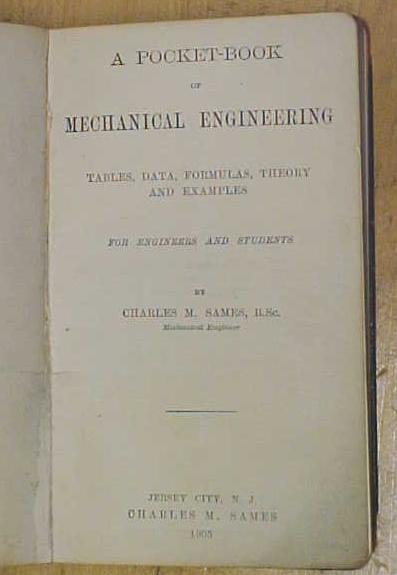 A POCKET-BOOK
OF
MECHANICAL ENGINEERING
TABLES, DATA, FORMULAS, THEORY
AND EXAMPLES
FOR ENGINEERS AND STUDENTS
BY
CHARLES M. SAMES, B.Sc.
Mechanical Engineer
JERSEY CITY, N. J.
CHARLES M. SAMES
1905